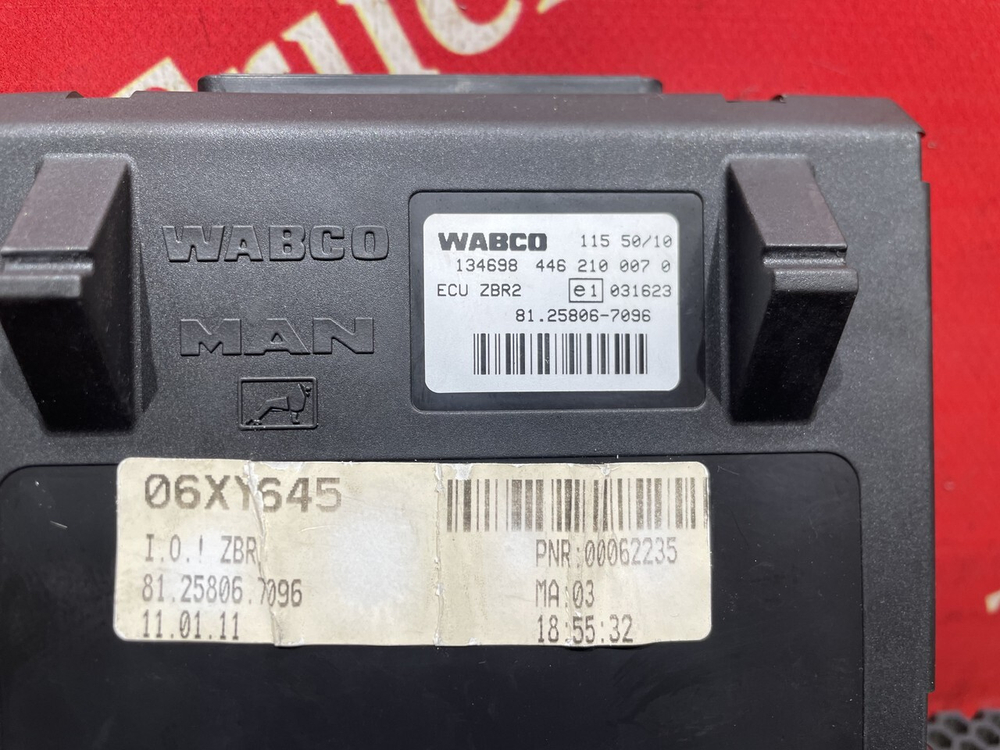 WABCO
MAN
WABCO 115 50/10
134698 446 210 007 0
ECU ZBR2 e1 031623
81.25806-7096
06XY645
I.O.! ZBR
PNR:00062235
81.25806.7096
MA:03
11.01.11
18:55:32